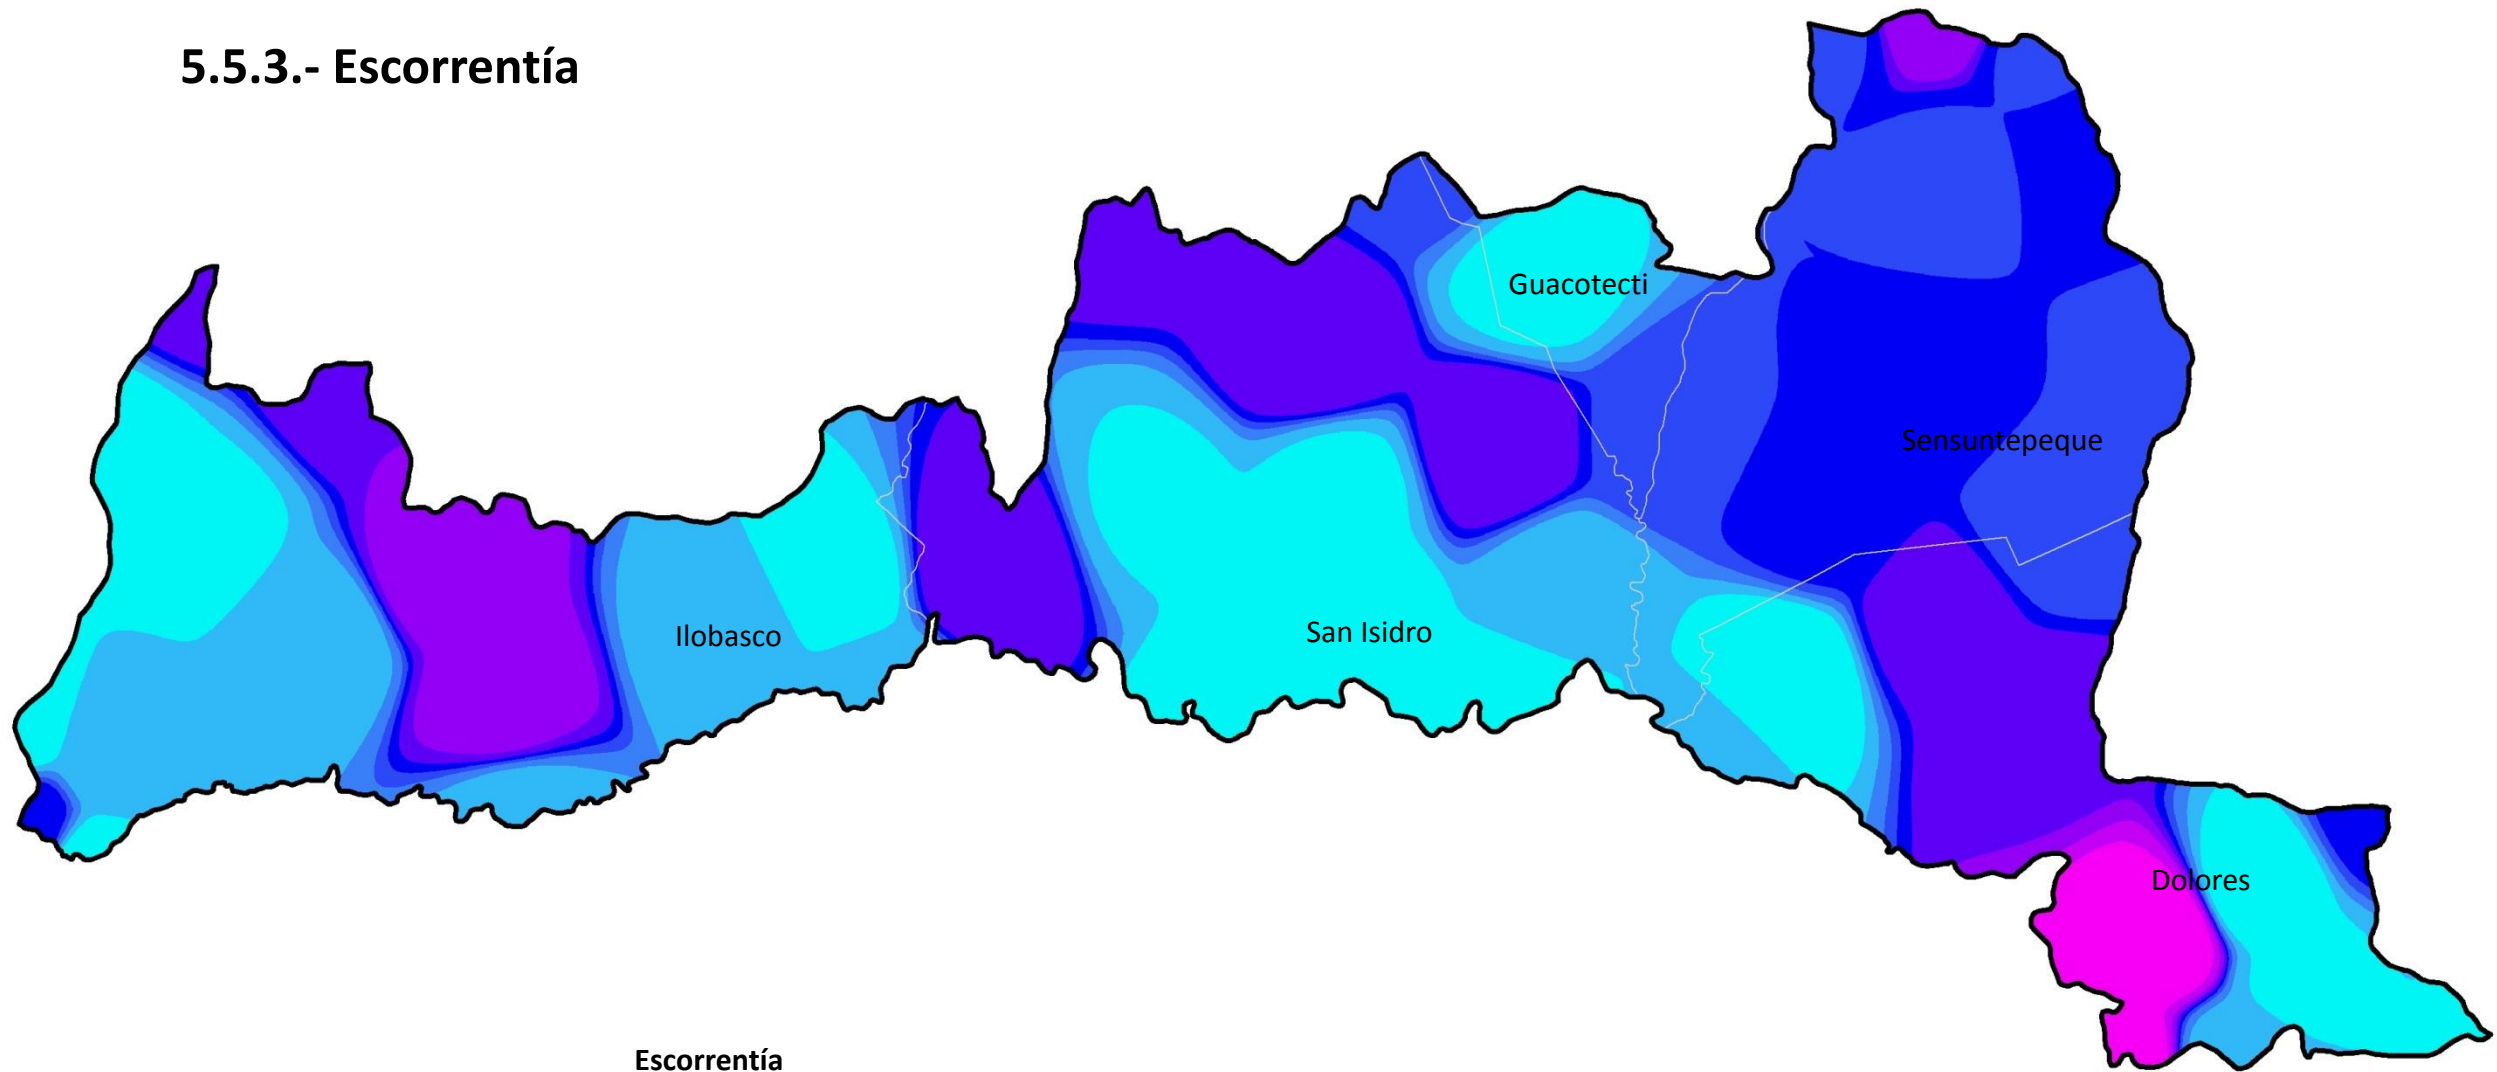 5.5.3.- Escorrentía
Guacotecti
Sensuntepeque
Ilobasco
San Isidro
Dolores
Escorrentía